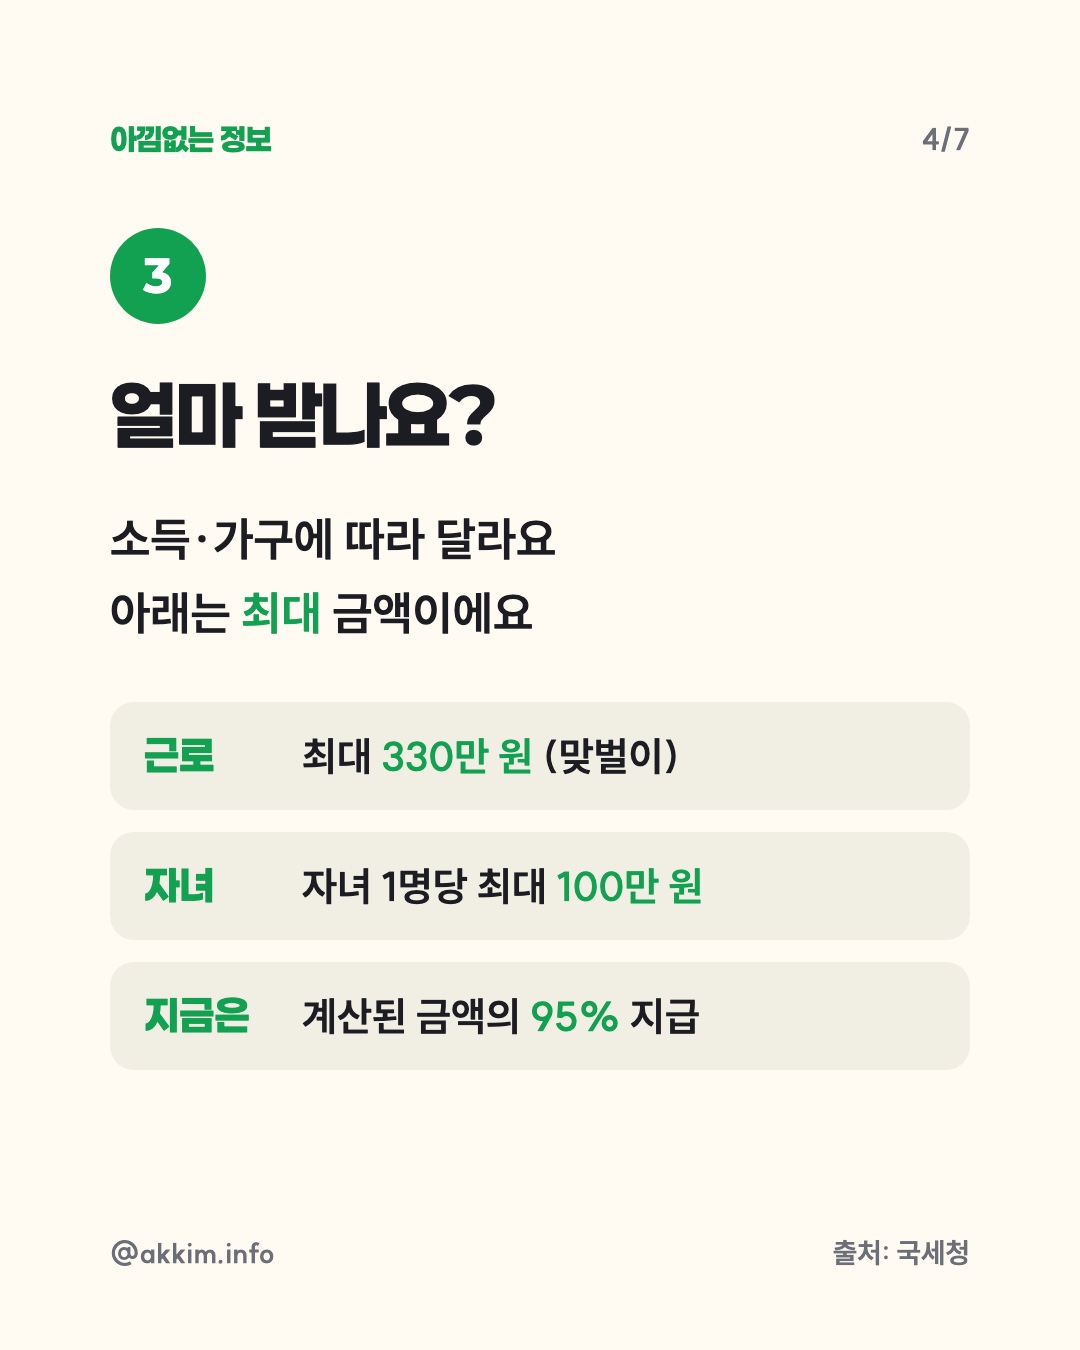 아낌없는 정보
4/7
3
얼마 받나요?
소득·가구에 따라 달라요
아래는 최대 금액이에요
근로 최대 330만 원 (맞벌이)
자녀 자녀 1명당 최대 100만 원
지금은 계산된 금액의 95% 지급
@akkim.info
출처: 국세청